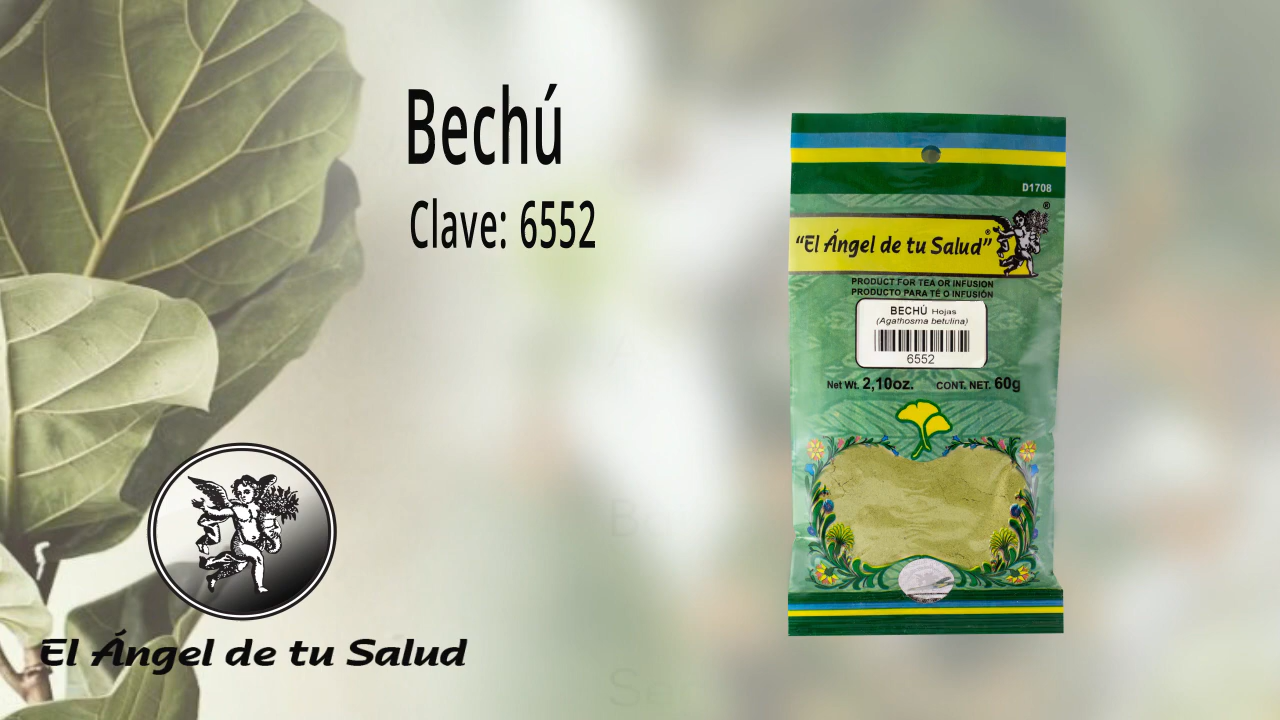 Bechú
Clave: 6552
D1708
®
"El Ángel de tu Salud"®
PRODUCT FOR TEA OR INFUSION
PRODUCTO PARA TÉ O INFUSIÓN
BECHÚ Hojas
(Agathosma betulina)
6552
Net Wt. 2,10oz. CONT. NET. 60g
El Ángel de tu Salud